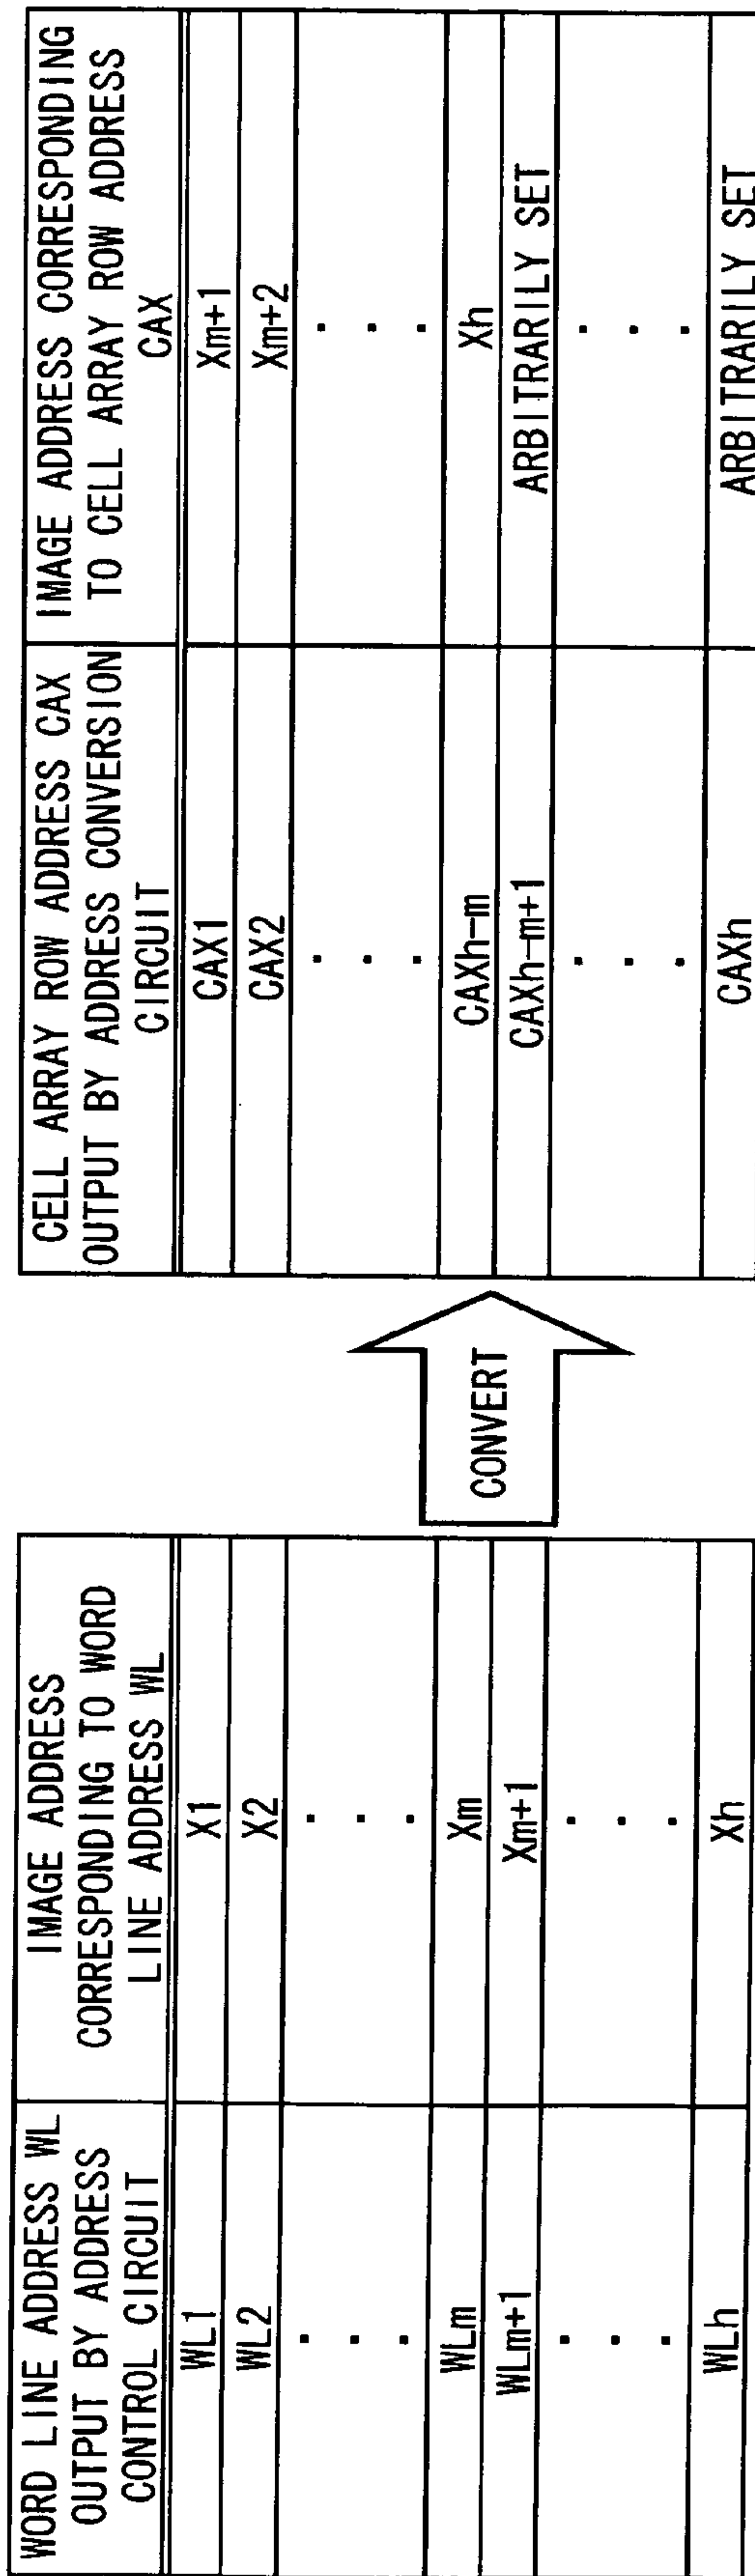 WORD LINE ADDRESS WL
OUTPUT BY ADDRESS
CONTROL CIRCUIT
IMAGE ADDRESS
CORRESPONDING TO WORD
LINE ADDRESS WL
WL1
X1
WL2
X2
. . .
. . .
WLm
Xm
WLm+1
Xm+1
. . .
. . .
WLh
Xh
CONVERT
CELL ARRAY ROW ADDRESS CAX
OUTPUT BY ADDRESS CONVERSION
CIRCUIT
IMAGE ADDRESS CORRESPONDING
TO CELL ARRAY ROW ADDRESS
CAX
CAX1
Xm+1
CAX2
Xm+2
. . .
. . .
CAXh-m
Xh
CAXh-m+1
ARBITRARILY SET
. . .
. . .
CAXh
ARBITRARILY SET